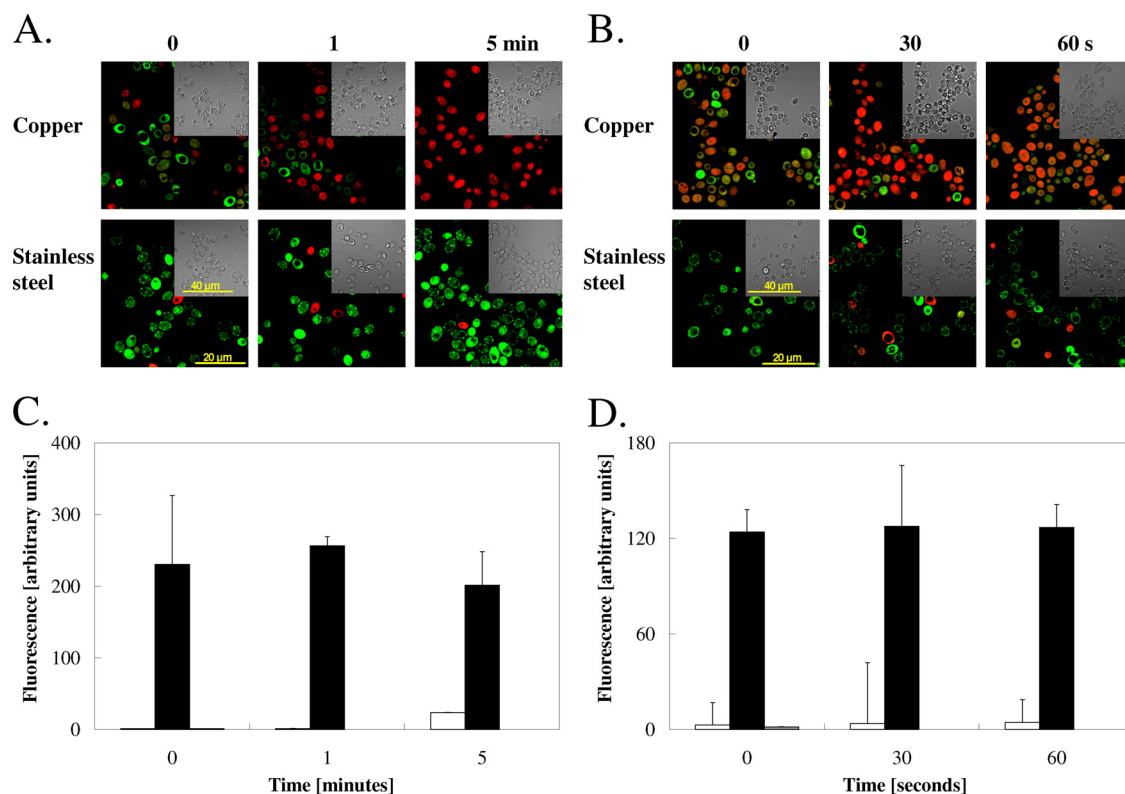 A.
0 1 5 min
Copper
Stainless steel
40 µm
20 µm
B.
0 30 60 s
Copper
Stainless steel
40 µm
20 µm
C.
Fluorescence [arbitrary units]
400
300
200
100
0
0 1 5
Time [minutes]
D.
Fluorescence [arbitrary units]
180
120
60
0
0 30 60
Time [seconds]